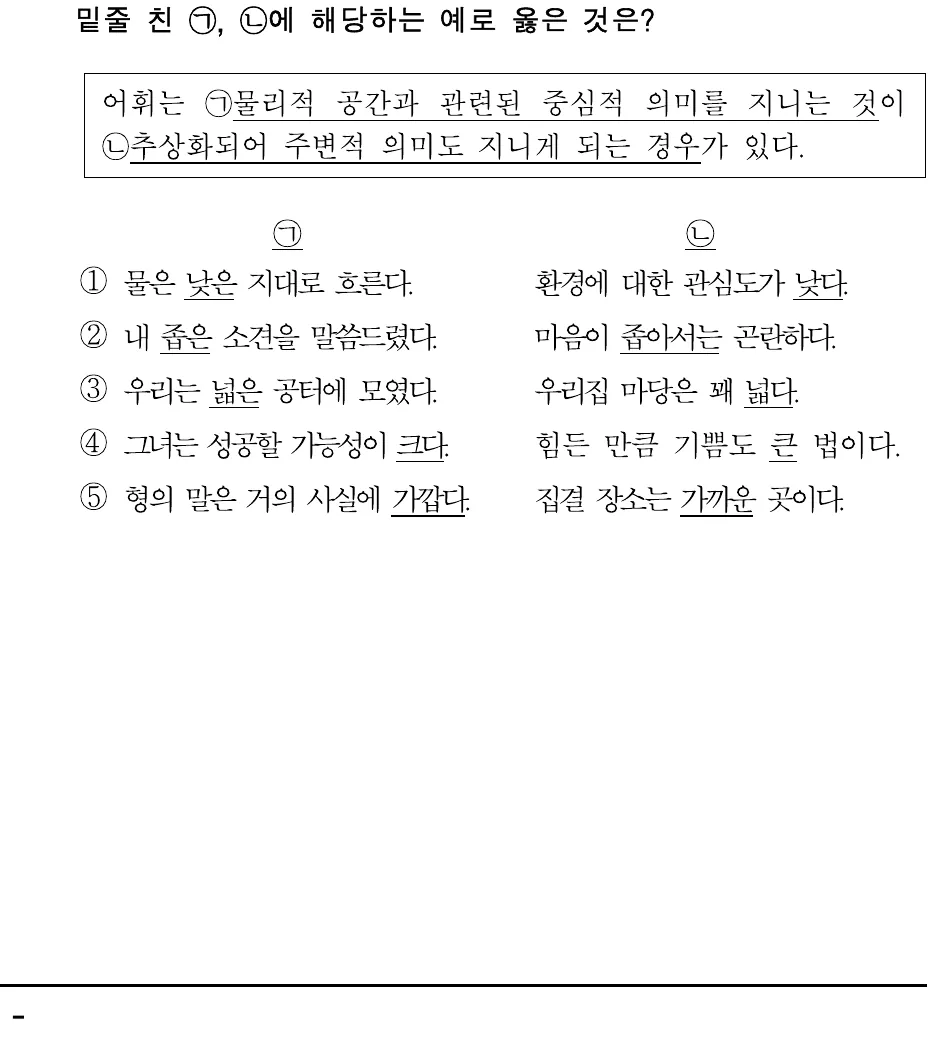 밑줄 친 ㉠, ㉡에 해당하는 예로 옳은 것은?
어휘는 ㉠물리적 공간과 관련된 중심적 의미를 지니는 것이
㉡추상화되어 주변적 의미도 지니게 되는 경우가 있다.
㉠ ㉡
① 물은 낮은 지대로 흐른다. 환경에 대한 관심도가 낮다.
② 내 좁은 소견을 말씀드렸다. 마음이 좁아서는 곤란하다.
③ 우리는 넓은 공터에 모였다. 우리집 마당은 꽤 넓다.
④ 그녀는 성공할 가능성이 크다. 힘든 만큼 기쁨도 큰 법이다.
⑤ 형의 말은 거의 사실에 가깝다. 집결 장소는 가까운 곳이다.
-